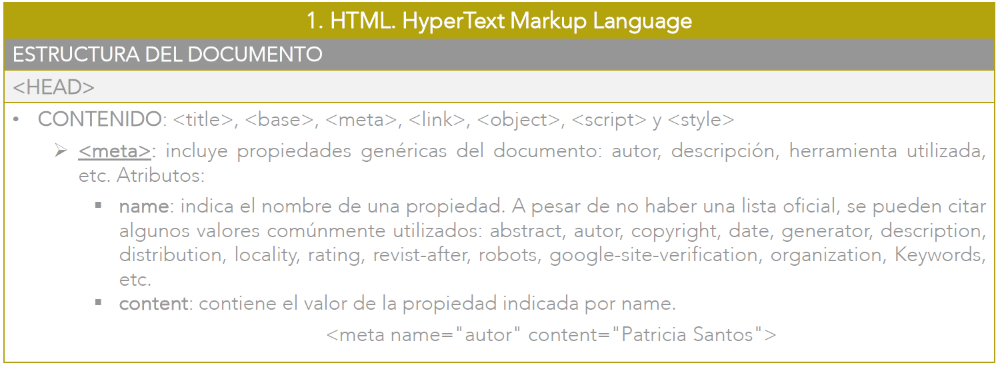 1. HTML. HyperText Markup Language
ESTRUCTURA DEL DOCUMENTO
<HEAD>
• CONTENIDO: <title>, <base>, <meta>, <link>, <object>, <script> y <style>
➢ <meta>: incluye propiedades genéricas del documento: autor, descripción, herramienta utilizada,
etc. Atributos:
▪ name: indica el nombre de una propiedad. A pesar de no haber una lista oficial, se pueden citar
algunos valores comúnmente utilizados: abstract, autor, copyright, date, generator, description,
distribution, locality, rating, revist-after, robots, google-site-verification, organization, Keywords,
etc.
▪ content: contiene el valor de la propiedad indicada por name.
<meta name="autor" content="Patricia Santos">